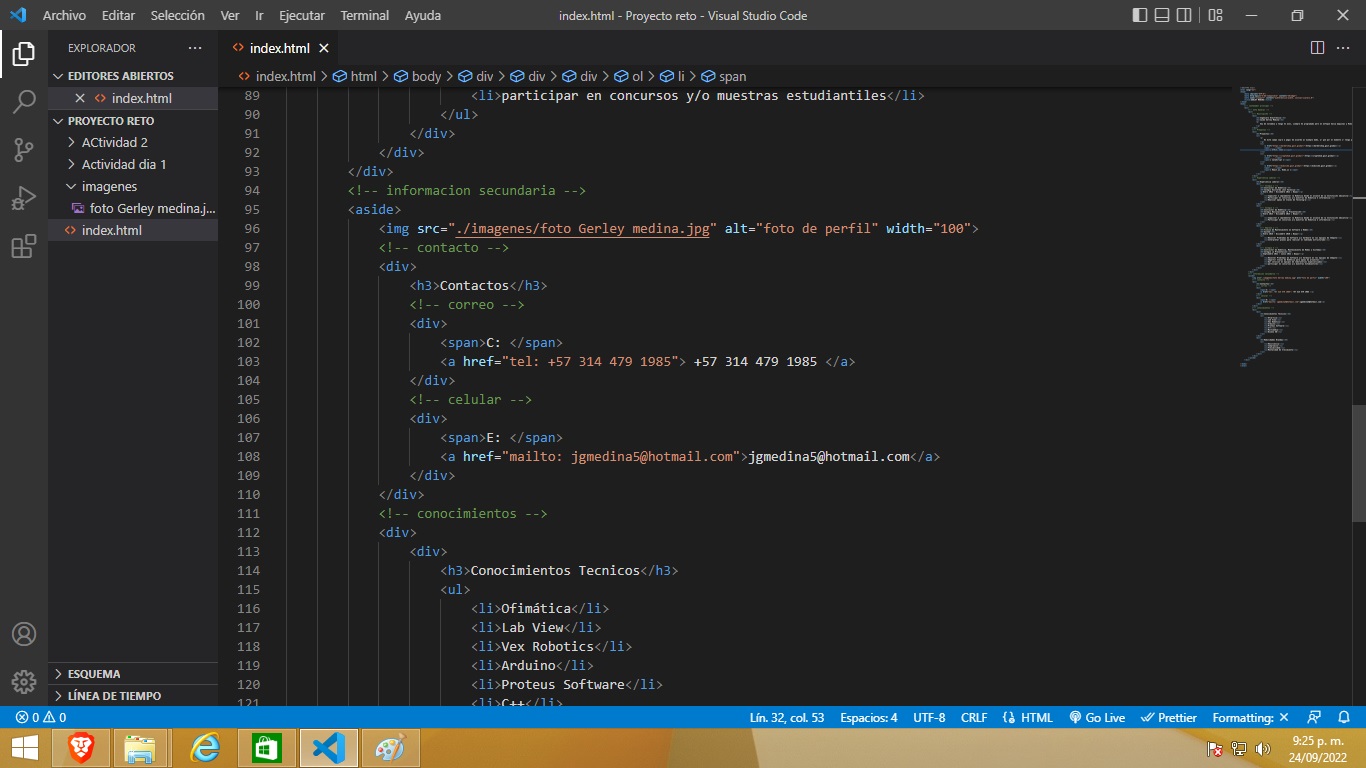 Archivo Editar Selección Ver Ir Ejecutar Terminal Ayuda index.html - Proyecto reto - Visual Studio Code
EXPLORADOR ...
EDITORES ABIERTOS
index.html
PROYECTO RETO
ACtividad 2
Actividad dia 1
imagenes
foto Gerley medina.j...
index.html
ESQUEMA
LÍNEA DE TIEMPO
index.html
index.html > html > body > div > div > div > ol > li > span
89 <li>participar en concursos y/o muestras estudiantiles</li>
90 </ul>
91 </div>
92 </div>
93 </div>
94 <!-- informacion secundaria -->
95 <aside>
96 <img src="./imagenes/foto Gerley medina.jpg" alt="foto de perfil" width="100">
97 <!-- contacto -->
98 <div>
99 <h3>Contactos</h3>
100 <!-- correo -->
101 <div>
102 <span>C: </span>
103 <a href="tel: +57 314 479 1985"> +57 314 479 1985 </a>
104 </div>
105 <!-- celular -->
106 <div>
107 <span>E: </span>
108 <a href="mailto: jgmedina5@hotmail.com">jgmedina5@hotmail.com</a>
109 </div>
110 </div>
111 <!-- conocimientos -->
112 <div>
113 <div>
114 <h3>Conocimientos Tecnicos</h3>
115 <ul>
116 <li>Ofimática</li>
117 <li>Lab View</li>
118 <li>Vex Robotics</li>
119 <li>Arduino</li>
120 <li>Proteus Software</li>
121 <li>C++</li>
0 0 Lín. 32, col. 53 Espacios: 4 UTF-8 CRLF HTML Go Live Prettier Formatting: ×
9:25 p. m.
24/09/2022